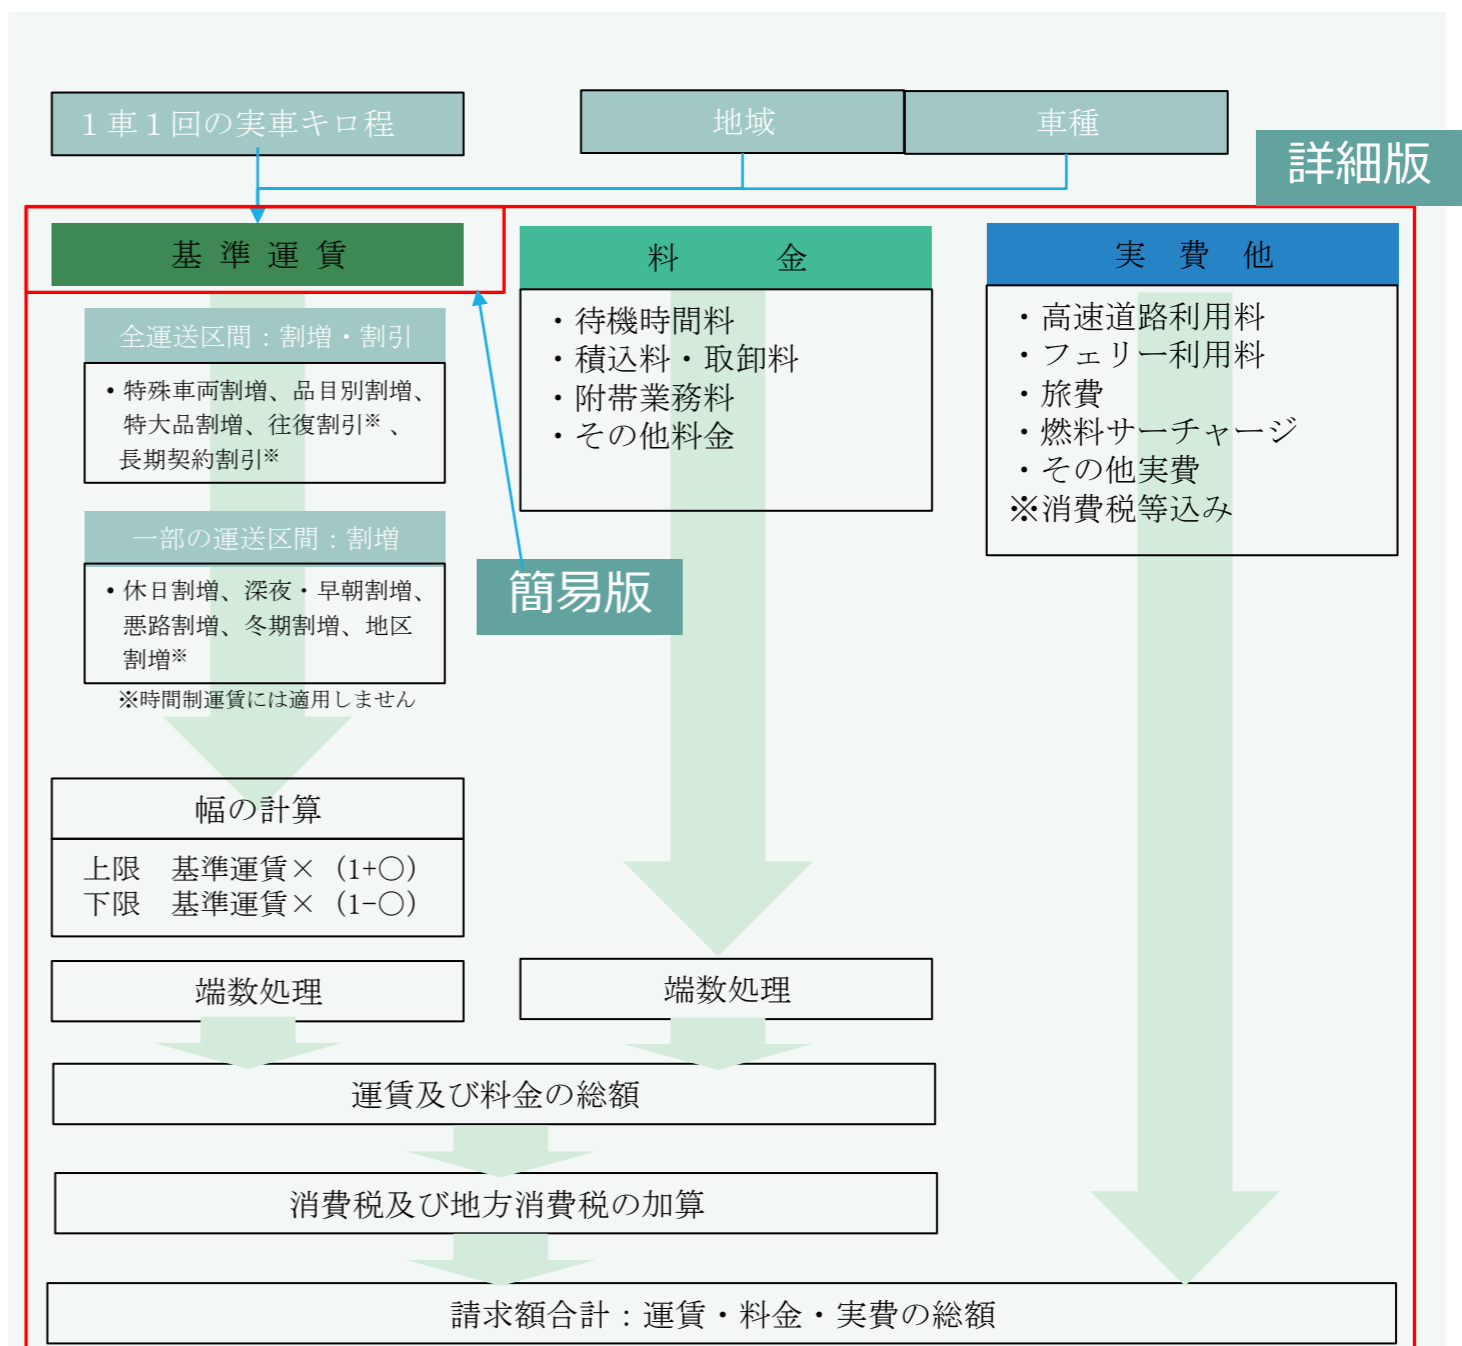 １車１回の実車キロ程
地域
車種
詳細版
基 準 運 賃
全運送区間：割増・割引
・特殊車両割増、品目別割増、
特大品割増、往復割引※ 、
長期契約割引※
一部の運送区間：割増
・休日割増、深夜・早朝割増、
悪路割増、冬期割増、地区
割増※
※時間制運賃には適用しません
簡易版
幅の計算
上限　基準運賃×（1+○）
下限　基準運賃×（1−○）
端数処理
料　　金
・待機時間料
・積込料・取卸料
・附帯業務料
・その他料金
端数処理
実 費 他
・高速道路利用料
・フェリー利用料
・旅費
・燃料サーチャージ
・その他実費
※消費税等込み
運賃及び料金の総額
消費税及び地方消費税の加算
請求額合計：運賃・料金・実費の総額